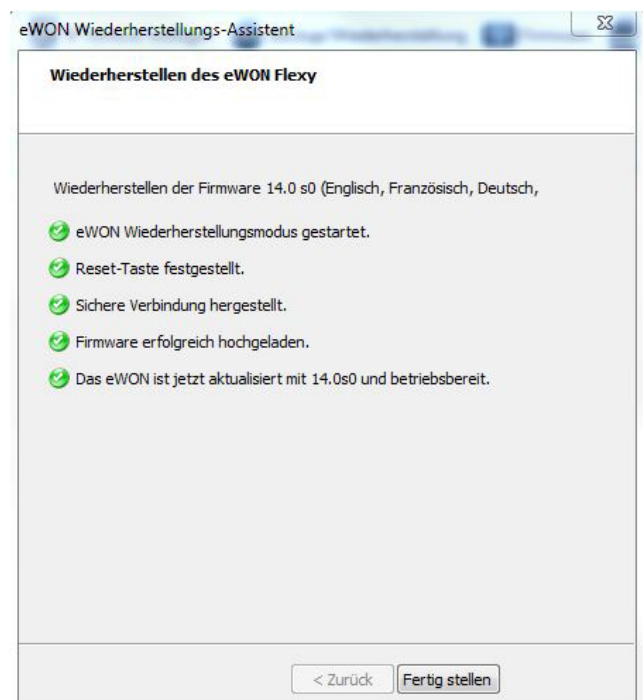 eWON Wiederherstellungs-Assistent
Wiederherstellen des eWON Flexy
Wiederherstellen der Firmware 14.0 s0 (Englisch, Französisch, Deutsch,
eWON Wiederherstellungsmodus gestartet.
Reset-Taste festgestellt.
Sichere Verbindung hergestellt.
Firmware erfolgreich hochgeladen.
Das eWON ist jetzt aktualisiert mit 14.0s0 und betriebsbereit.
< Zurück
Fertig stellen